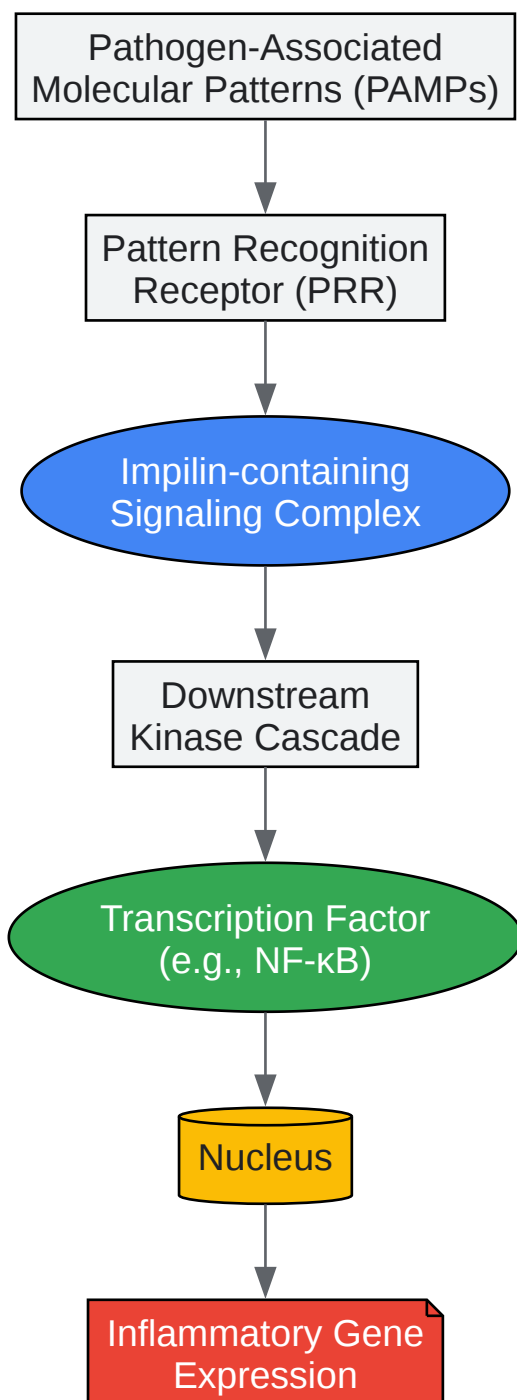 Pathogen-Associated
Molecular Patterns (PAMPs)
Pattern Recognition
Receptor (PRR)
Impilin-containing
Signaling Complex
Downstream
Kinase Cascade
Transcription Factor
(e.g., NF-κB)
Nucleus
Inflammatory Gene
Expression